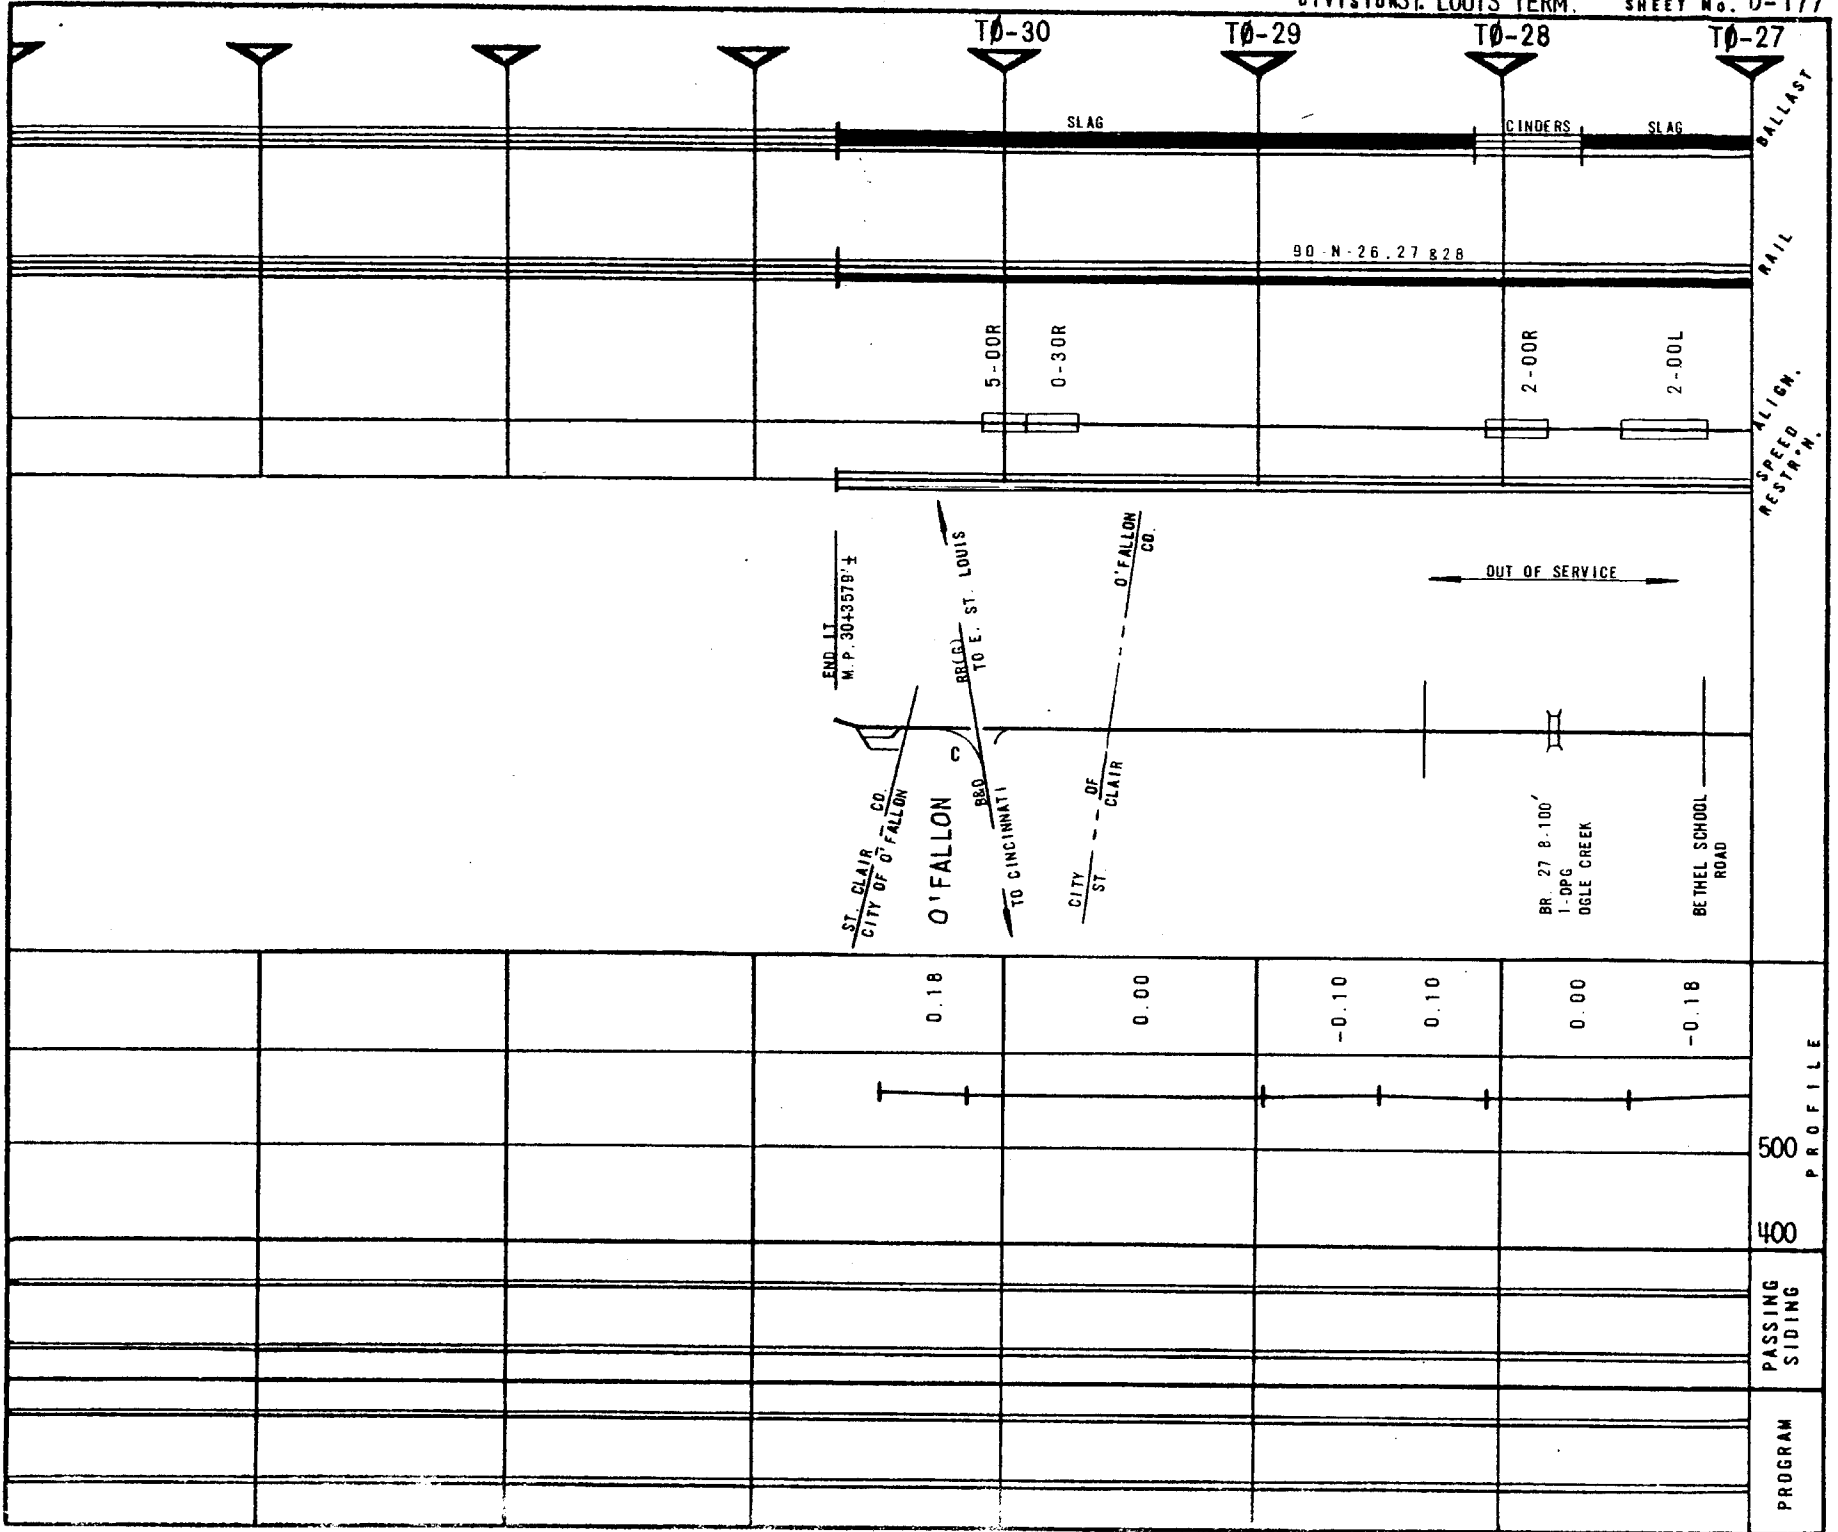 DIVISION ST. LOUIS TERM. SHEET No. 0-177
TØ-30 TØ-29 TØ-28 TØ-27
SLAG CINDERS SLAG BALLAST
90-N-26,27 &28 RAIL
5-00R 0-30R 2-00R 2-00L ALIGN.
SPEED RESTR'N.
END LT
M.P. 30+3579'±
RR(G)
TO E. ST. LOUIS
O'FALLON
CO.
OUT OF SERVICE
C
ST. CLAIR CO.
CITY OF O'FALLON
O'FALLON
B&O
TO CINCINNATI
CITY OF
ST. CLAIR
BR. 27 B-100'
1-DPG
OGLE CREEK
BETHEL SCHOOL
ROAD
0.18 0.00 -0.10 0.10 0.00 -0.18
PROFILE
500
400
PASSING
SIDING
PROGRAM